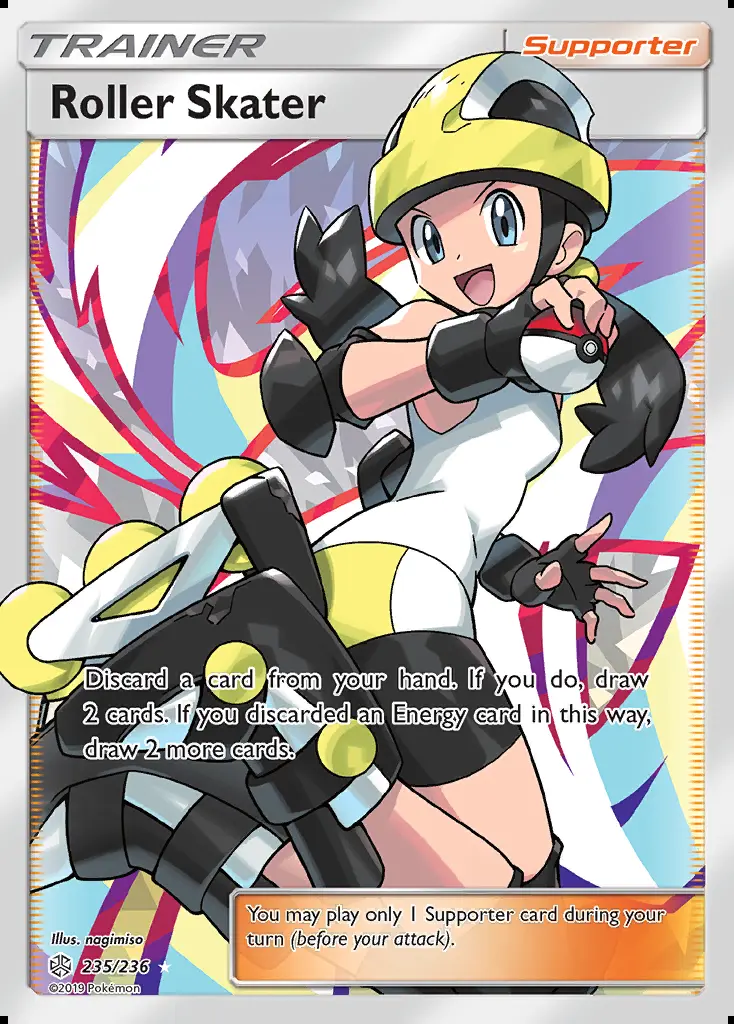 TRAINER
Supporter
Roller Skater
Discard a card from your hand. If you do, draw
2 cards. If you discarded an Energy card in this way,
draw 2 more cards.
You may play only 1 Supporter card during your
turn (before your attack).
Illus. nagimiso
235/236
©2019 Pokémon